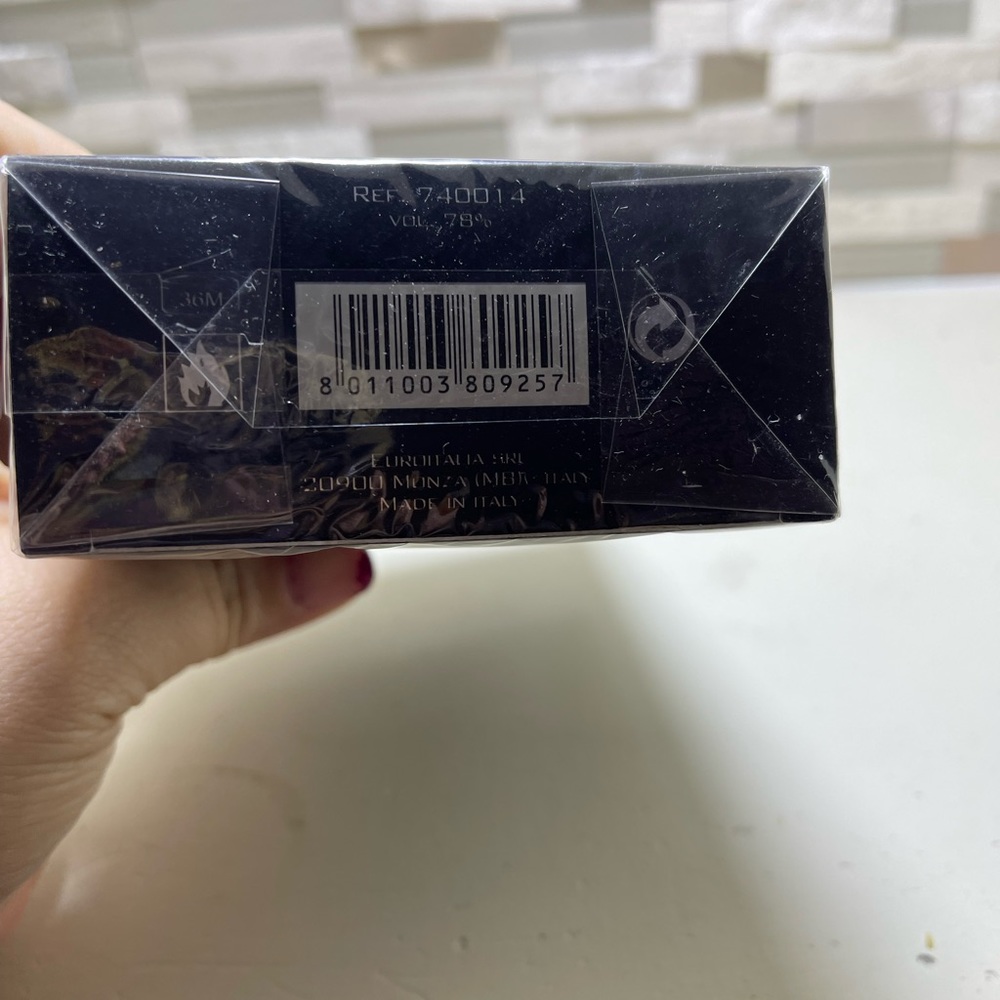 REF. 740014
VOL. 78%
36M
8 011003 809257
EUROITALIA SRL
20900 MONZA (MB) - ITALY
MADE IN ITALY